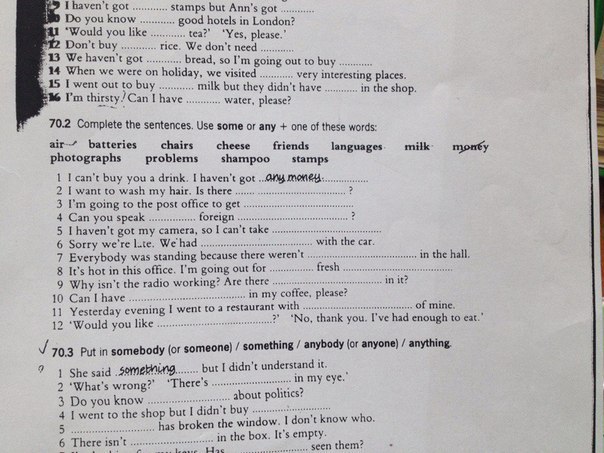 9 I haven't got ............ stamps but Ann's got ............
10 Do you know ............ good hotels in London?
11 'Would you like ............ tea?' 'Yes, please.'
12 Don't buy ............ rice. We don't need ............
13 We haven't got ............ bread, so I'm going out to buy ............
14 When we were on holiday, we visited ............ very interesting places.
15 I went out to buy ............ milk but they didn't have ............ in the shop.
16 I'm thirsty. Can I have ............ water, please?
70.2 Complete the sentences. Use some or any + one of these words:
air batteries chairs cheese friends languages milk money
photographs problems shampoo stamps
1 I can't buy you a drink. I haven't got ..any money..
2 I want to wash my hair. Is there ........................ ?
3 I'm going to the post office to get ........................
4 Can you speak ............ foreign ........................ ?
5 I haven't got my camera, so I can't take ........................
6 Sorry we're late. We had ........................ with the car.
7 Everybody was standing because there weren't ........................ in the hall.
8 It's hot in this office. I'm going out for ............ fresh ........................
9 Why isn't the radio working? Are there ........................ in it?
10 Can I have ........................ in my coffee, please?
11 Yesterday evening I went to a restaurant with ........................ of mine.
12 'Would you like ........................?' 'No, thank you. I've had enough to eat.'
70.3 Put in somebody (or someone) / something / anybody (or anyone) / anything.
1 She said ..something.. but I didn't understand it.
2 'What's wrong?' 'There's ........................ in my eye.'
3 Do you know ........................ about politics?
4 I went to the shop but I didn't buy ........................
5 ........................ has broken the window. I don't know who.
6 There isn't ........................ in the box. It's empty.
Has ........................ seen them?